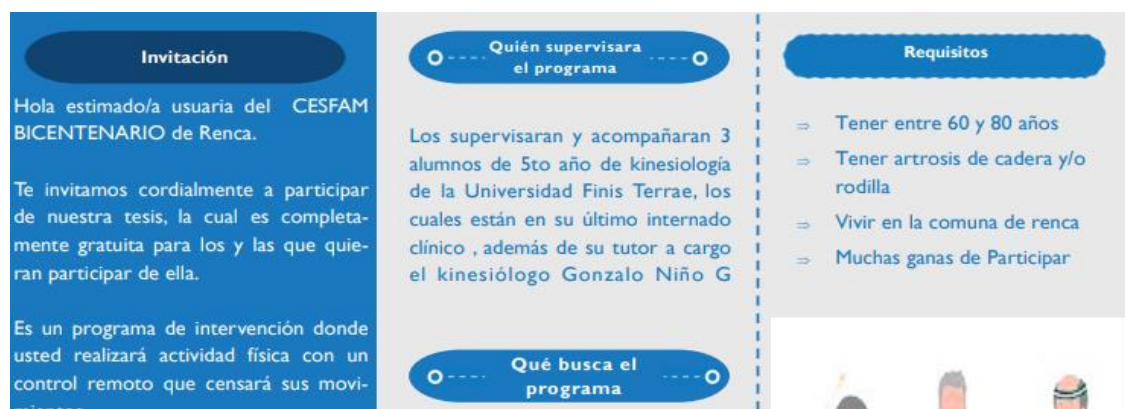 Invitación
Hola estimado/a usuaria del CESFAM
BICENTENARIO de Renca.
Te invitamos cordialmente a participar
de nuestra tesis, la cual es completa-
mente gratuita para los y las que quie-
ran participar de ella.
Es un programa de intervención donde
usted realizará actividad física con un
control remoto que censará sus movi-
Quién supervisara
el programa
Los supervisaran y acompañaran 3
alumnos de 5to año de kinesiología
de la Universidad Finis Terrae, los
cuales están en su último internado
clínico , además de su tutor a cargo
el kinesiólogo Gonzalo Niño G
Qué busca el
programa
Requisitos
⇒ Tener entre 60 y 80 años
⇒ Tener artrosis de cadera y/o
rodilla
⇒ Vivir en la comuna de renca
⇒ Muchas ganas de Participar